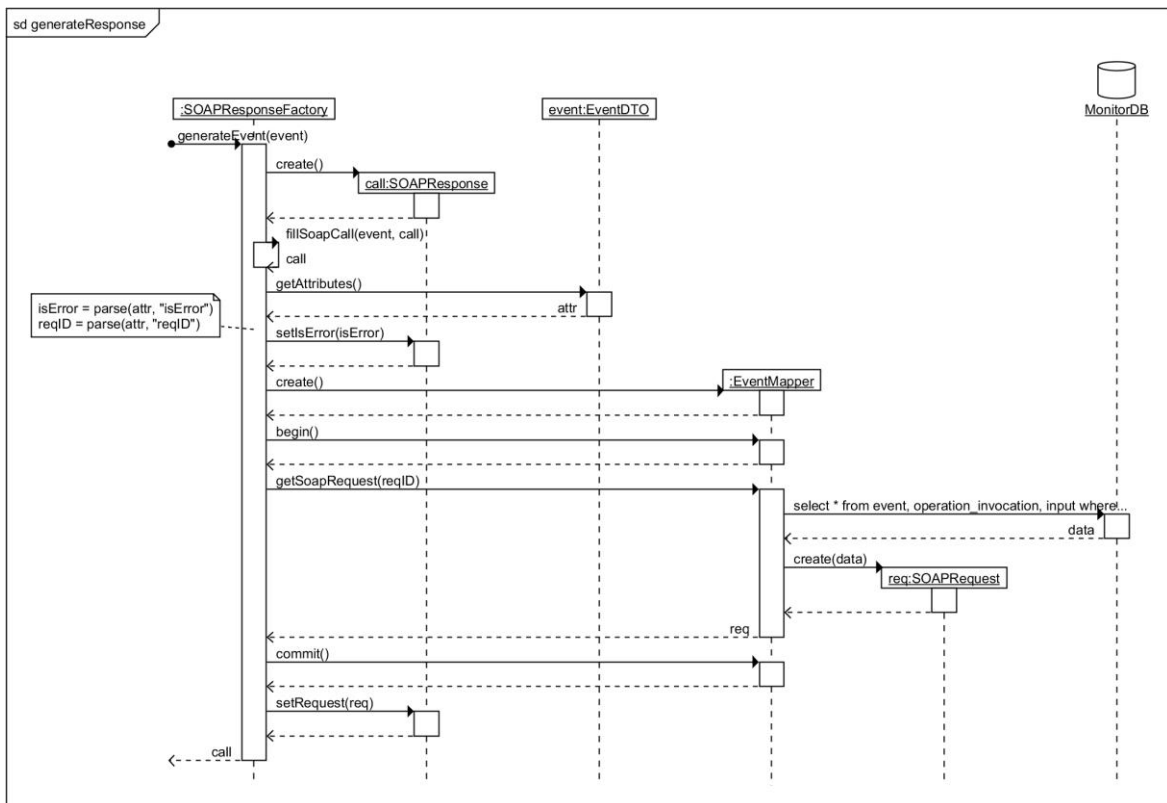 sd generateResponse
:SOAPResponseFactory
event:EventDTO
MonitorDB
generateEvent(event)
create()
call:SOAPResponse
fillSoapCall(event, call)
call
getAttributes()
isError = parse(attr, "isError")
reqID = parse(attr, "reqID")
attr
setIsError(isError)
create()
:EventMapper
begin()
getSoapRequest(reqID)
select * from event, operation_invocation, input where...
data
create(data)
req:SOAPRequest
req
commit()
setRequest(req)
call